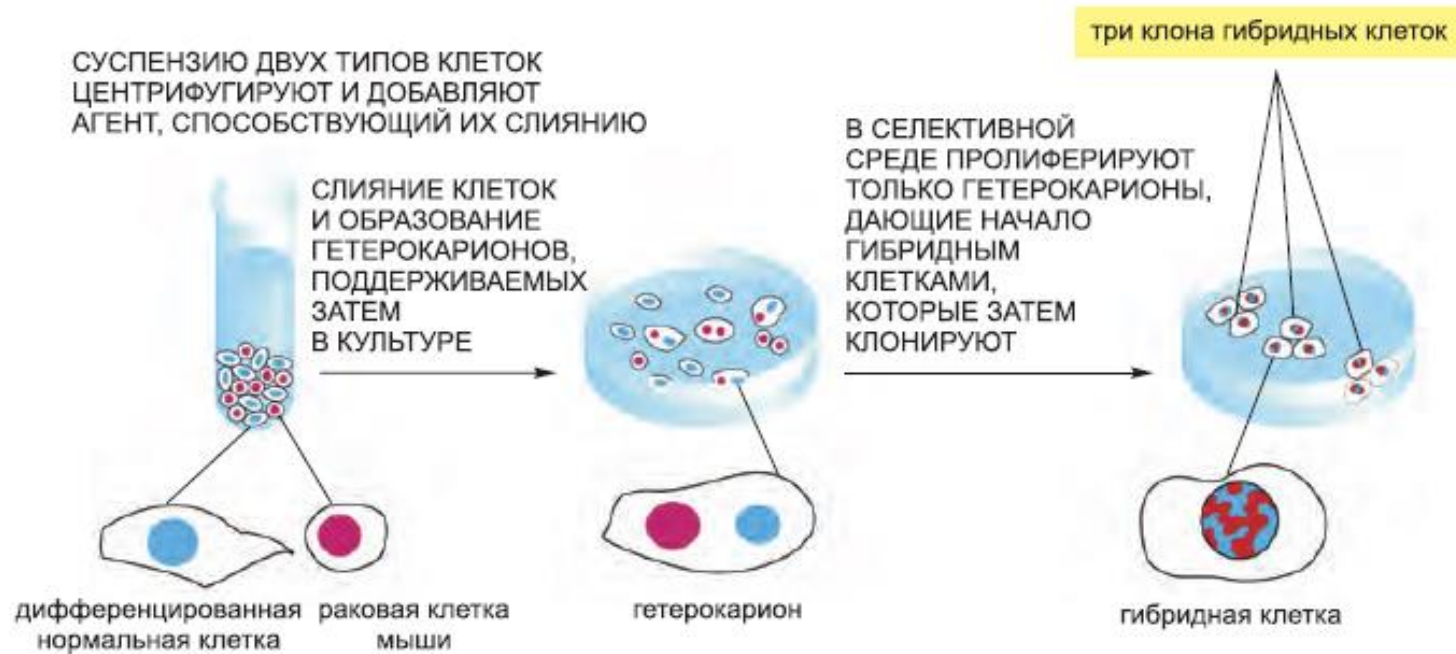 СУСПЕНЗИЮ ДВУХ ТИПОВ КЛЕТОК
ЦЕНТРИФУГИРУЮТ И ДОБАВЛЯЮТ
АГЕНТ, СПОСОБСТВУЮЩИЙ ИХ СЛИЯНИЮ
СЛИЯНИЕ КЛЕТОК
И ОБРАЗОВАНИЕ
ГЕТЕРОКАРИОНОВ,
ПОДДЕРЖИВАЕМЫХ
ЗАТЕМ
В КУЛЬТУРЕ
В СЕЛЕКТИВНОЙ
СРЕДЕ ПРОЛИФЕРИРУЮТ
ТОЛЬКО ГЕТЕРОКАРИОНЫ,
ДАЮЩИЕ НАЧАЛО
ГИБРИДНЫМ
КЛЕТКАМИ,
КОТОРЫЕ ЗАТЕМ
КЛОНИРУЮТ
три клона гибридных клеток
дифференцированная
нормальная клетка
раковая клетка
мыши
гетерокарион
гибридная клетка